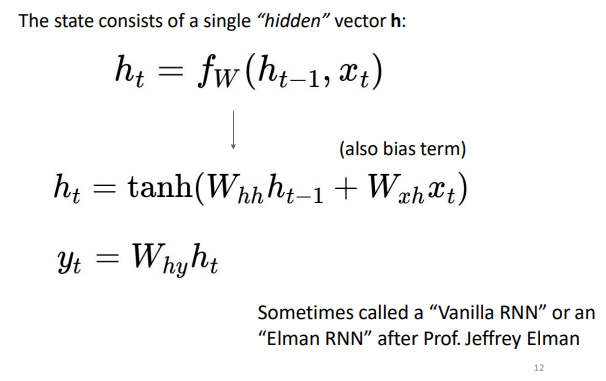 The state consists of a single “hidden” vector h:
h_t = f_W(h_{t−1}, x_t)
(also bias term)
h_t = tanh(W_{hh}h_{t−1} + W_{xh}x_t)
y_t = W_{hy}h_t
Sometimes called a “Vanilla RNN” or an
“Elman RNN” after Prof. Jeffrey Elman
12